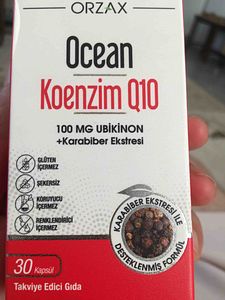 ORZAX
Ocean
Koenzim Q10
100 MG UBİKİNON
+Karabiber Ekstresi
GLÜTEN
İÇERMEZ
ŞEKERSİZ
KORUYUCU
İÇERMEZ
RENKLENDİRİCİ
İÇERMEZ
KARABİBER EKSTRESİ İLE
DESTEKLENMİŞ FORMÜL
30 Kapsül
Takviye Edici Gıda